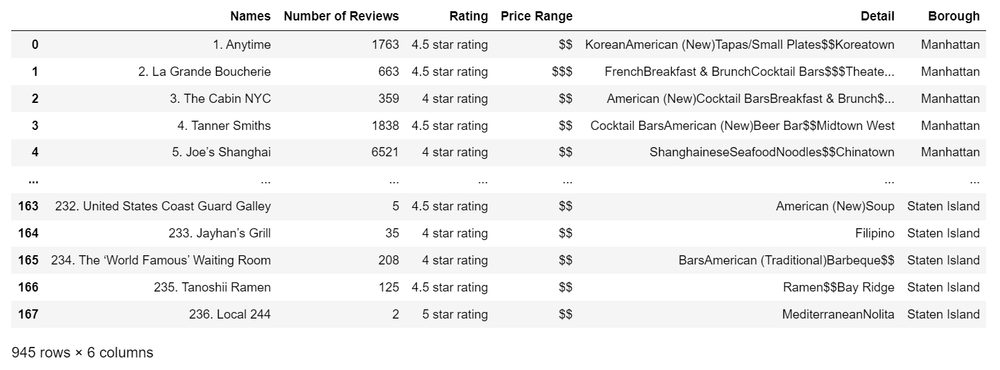 Names Number of Reviews Rating Price Range Detail Borough
0 1. Anytime 1763 4.5 star rating $$ KoreanAmerican (New)Tapas/Small Plates$$Koreatown Manhattan
1 2. La Grande Boucherie 663 4.5 star rating $$$ FrenchBreakfast & BrunchCocktail Bars$$$Theate... Manhattan
2 3. The Cabin NYC 359 4 star rating $$ American (New)Cocktail BarsBreakfast & Brunch$... Manhattan
3 4. Tanner Smiths 1838 4.5 star rating $$ Cocktail BarsAmerican (New)Beer Bar$$Midtown West Manhattan
4 5. Joe’s Shanghai 6521 4 star rating $$ ShanghaineseSeafoodNoodles$$Chinatown Manhattan
... ... ... ... ... ... ...
163 232. United States Coast Guard Galley 5 4.5 star rating $$ American (New)Soup Staten Island
164 233. Jayhan’s Grill 35 4 star rating $$ Filipino Staten Island
165 234. The ‘World Famous’ Waiting Room 208 4 star rating $$ BarsAmerican (Traditional)Barbeque$$ Staten Island
166 235. Tanoshii Ramen 125 4.5 star rating $$ Ramen$$Bay Ridge Staten Island
167 236. Local 244 2 5 star rating $$ MediterraneanNolita Staten Island
945 rows × 6 columns